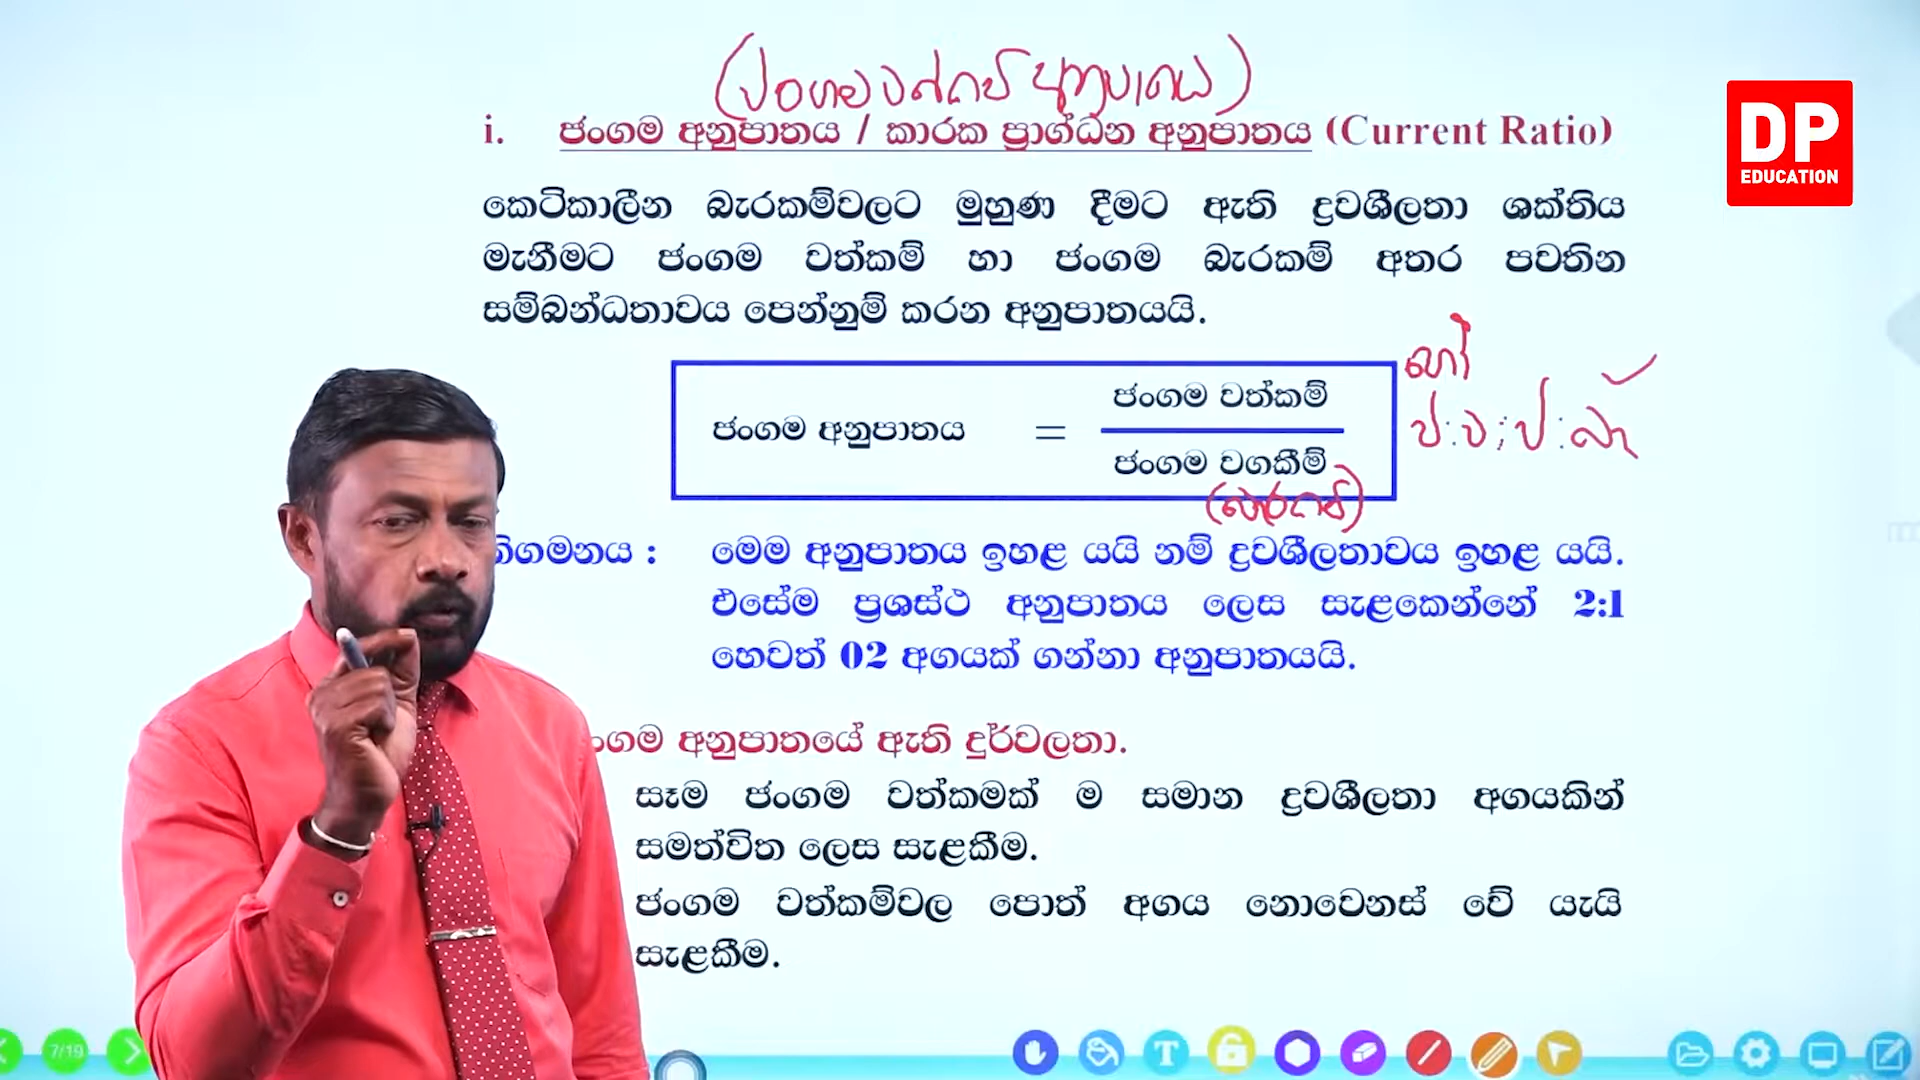 (ජංගම වත්කම් අනුපාතය)
i. ජංගම අනුපාතය / කාරක ප්‍රාග්ධන අනුපාතය (Current Ratio)
DP
EDUCATION
කෙටිකාලීන බැරකම්වලට මුහුණ දීමට ඇති ද්‍රවශීලතා ශක්තිය
මැනීමට ජංගම වත්කම් හා ජංගම බැරකම් අතර පවතින
සම්බන්ධතාවය පෙන්නුම් කරන අනුපාතයයි.
හෝ
ජංගම වත්කම්
ජංගම අනුපාතය =
ජ:ව ; ජ:බැ
ජංගම වගකීම්
(බැරකම්)
තිගමනය : මෙම අනුපාතය ඉහළ යයි නම් ද්‍රවශීලතාවය ඉහළ යයි.
එසේම ප්‍රශස්ථ අනුපාතය ලෙස සැළකෙන්නේ 2:1
හෙවත් 02 අගයක් ගන්නා අනුපාතයයි.
ංගම අනුපාතයේ ඇති දුර්වලතා.
සෑම ජංගම වත්කමක් ම සමාන ද්‍රවශීලතා අගයකින්
සමත්විත ලෙස සැළකීම.
ජංගම වත්කම්වල පොත් අගය නොවෙනස් වේ යැයි
සැළකීම.
7/19